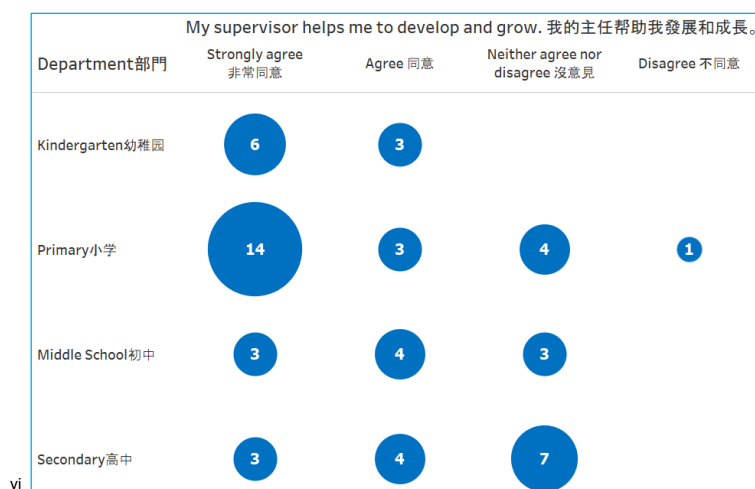 My supervisor helps me to develop and grow. 我的主任帮助我發展和成長。
Department部門
Strongly agree
非常同意
Agree 同意
Neither agree nor
disagree 沒意見
Disagree 不同意
Kindergarten幼稚园
6
3
Primary小学
14
3
4
1
Middle School初中
3
4
3
Secondary高中
3
4
7
vi